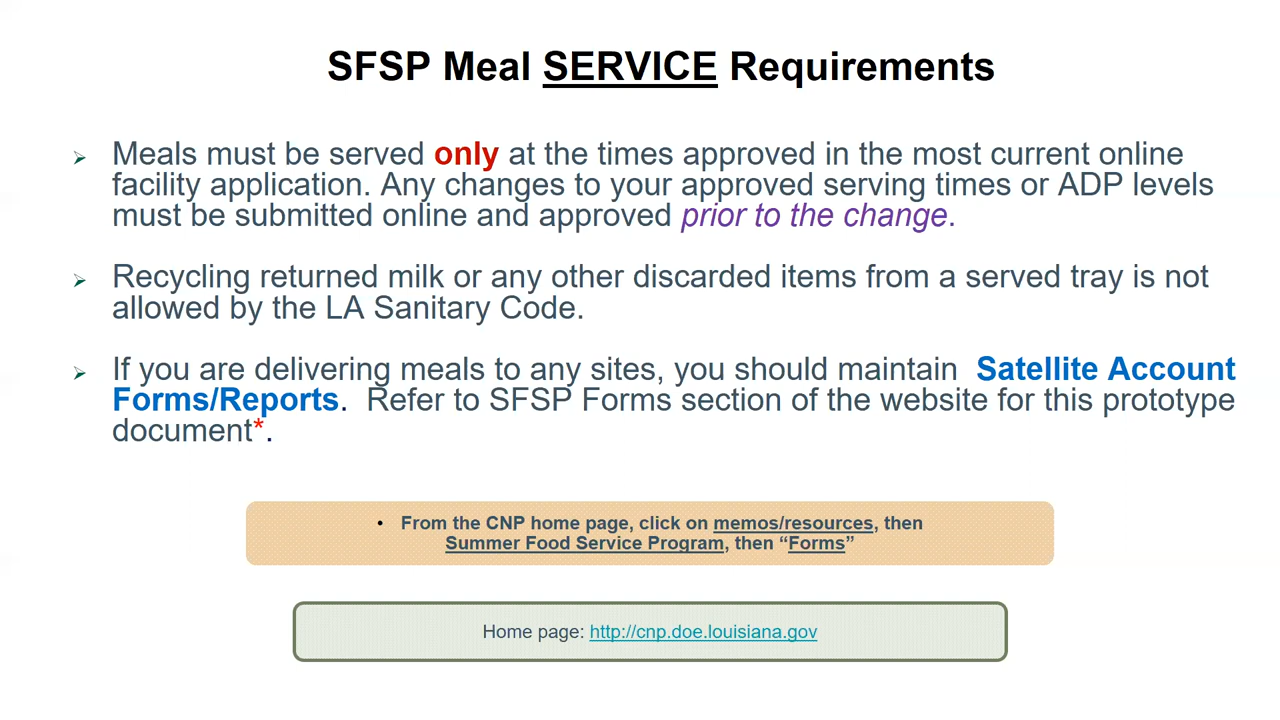 SFSP Meal SERVICE Requirements
Meals must be served only at the times approved in the most current online
facility application. Any changes to your approved serving times or ADP levels
must be submitted online and approved prior to the change.
Recycling returned milk or any other discarded items from a served tray is not
allowed by the LA Sanitary Code.
If you are delivering meals to any sites, you should maintain Satellite Account
Forms/Reports. Refer to SFSP Forms section of the website for this prototype
document*.
• From the CNP home page, click on memos/resources, then
Summer Food Service Program, then “Forms”
Home page: http://cnp.doe.louisiana.gov